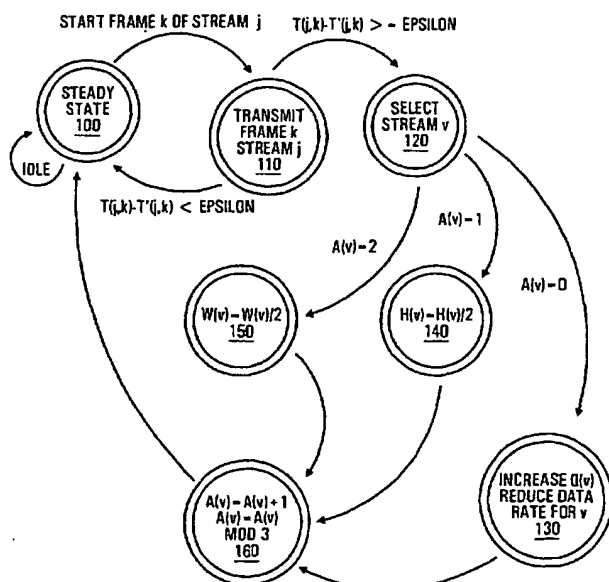 START FRAME k OF STREAM j
T(j,k)-T'(j,k) > - EPSILON
STEADY
STATE
100
TRANSMIT
FRAME k
STREAM j
110
SELECT
STREAM v
120
IDLE
T(j,k)-T'(j,k) < EPSILON
A(v)-2
A(v)-1
A(v)-0
W(v)-W(v)/2
150
H(v)-H(v)/2
140
A(v)-A(v)+1
A(v)-A(v)
MOD 3
160
INCREASE Q(v)
REDUCE DATA
RATE FOR v
130